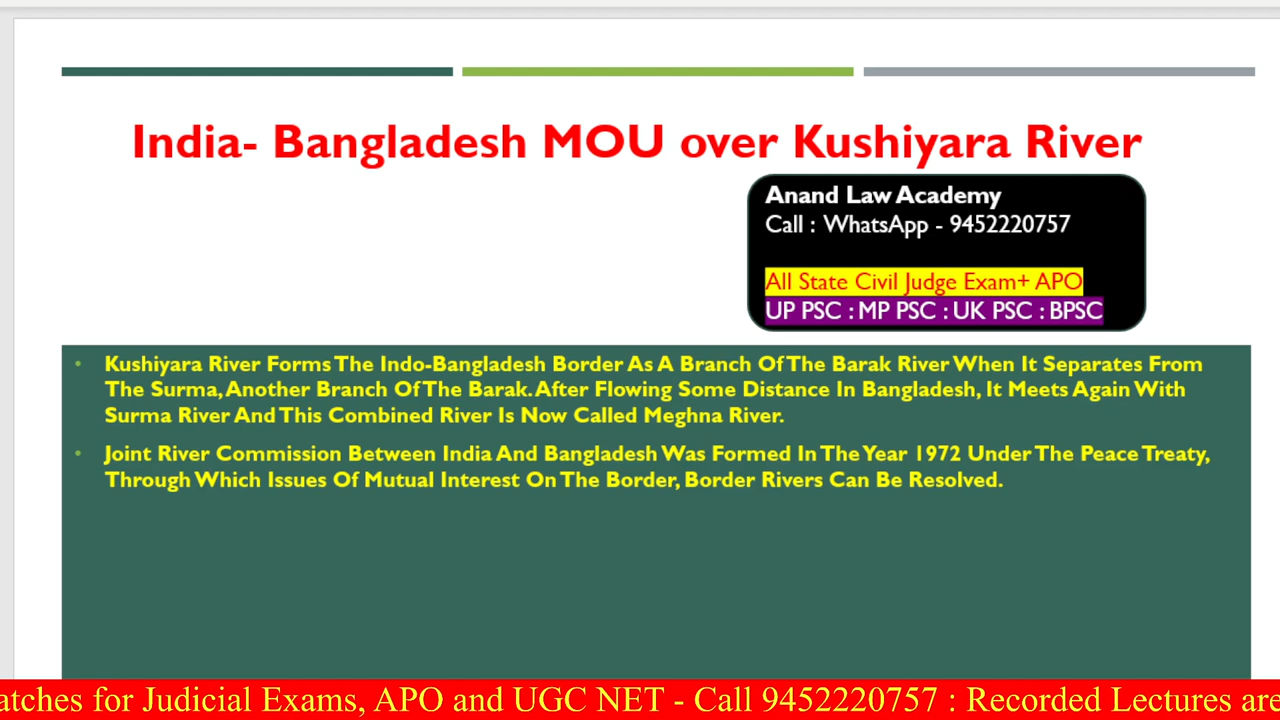 India- Bangladesh MOU over Kushiyara River
Anand Law Academy
Call : WhatsApp - 9452220757
All State Civil Judge Exam+ APO
UP PSC : MP PSC : UK PSC : BPSC
• Kushiyara River Forms The Indo-Bangladesh Border As A Branch Of The Barak River When It Separates From
The Surma, Another Branch Of The Barak. After Flowing Some Distance In Bangladesh, It Meets Again With
Surma River And This Combined River Is Now Called Meghna River.
• Joint River Commission Between India And Bangladesh Was Formed In The Year 1972 Under The Peace Treaty,
Through Which Issues Of Mutual Interest On The Border, Border Rivers Can Be Resolved.
atches for Judicial Exams, APO and UGC NET - Call 9452220757 : Recorded Lectures are